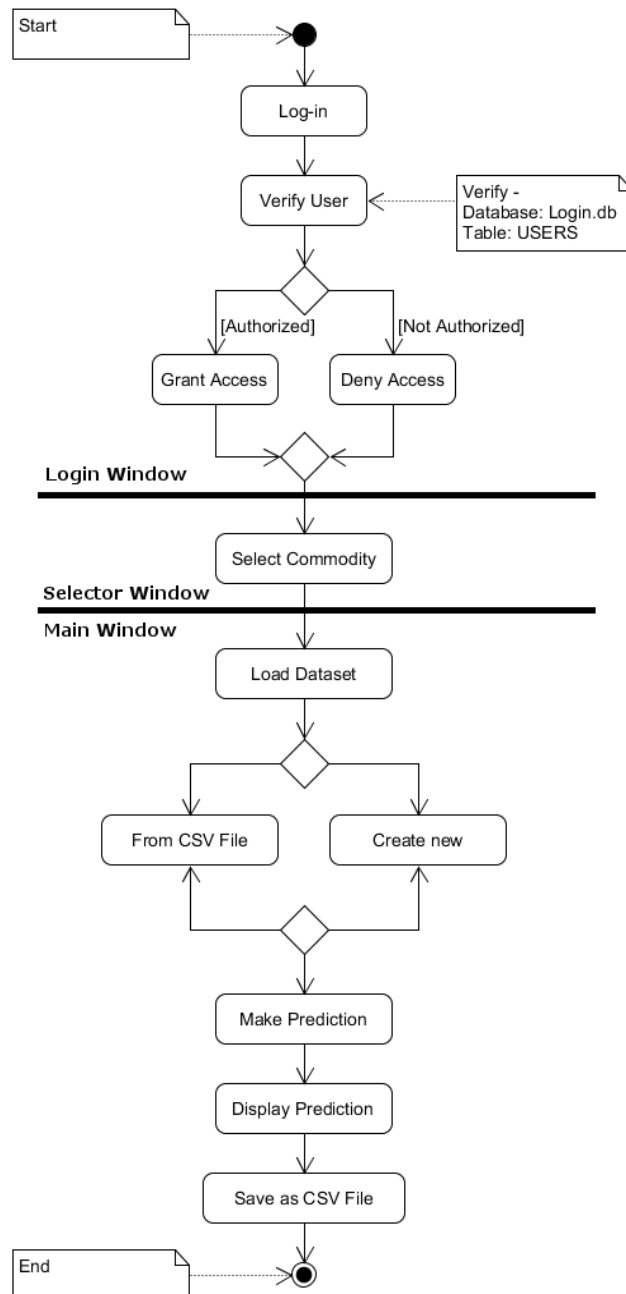 Start
Log-in
Verify User
Verify -
Database: Login.db
Table: USERS
[Authorized]
[Not Authorized]
Grant Access
Deny Access
Login Window
Select Commodity
Selector Window
Main Window
Load Dataset
From CSV File
Create new
Make Prediction
Display Prediction
Save as CSV File
End